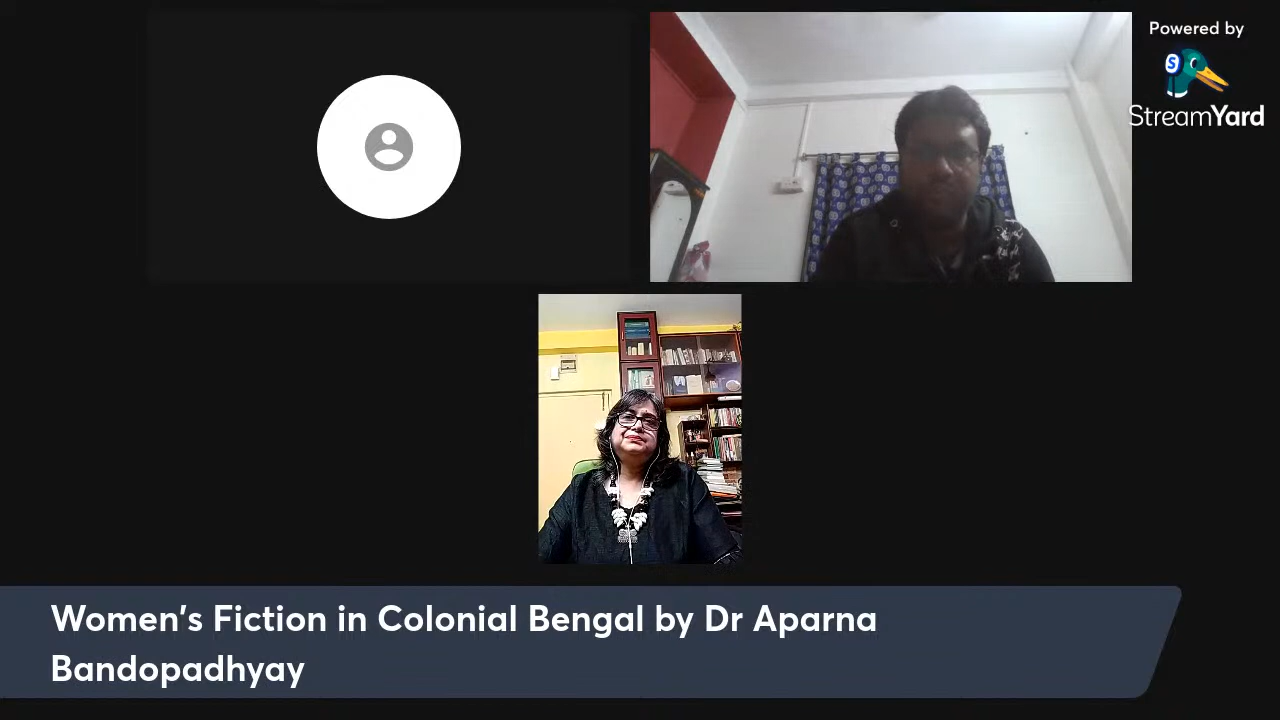 Powered by
S
StreamYard
Women's Fiction in Colonial Bengal by Dr Aparna
Bandopadhyay